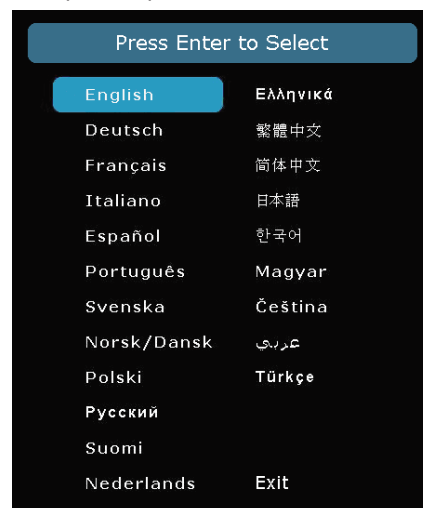 Press Enter to Select
English
Deutsch
Français
Italiano
Español
Português
Svenska
Norsk/Dansk
Polski
Русский
Suomi
Nederlands
Ελληνικά
繁體中文
简体中文
日本語
한국어
Magyar
Čeština
عربي
Türkçe
Exit